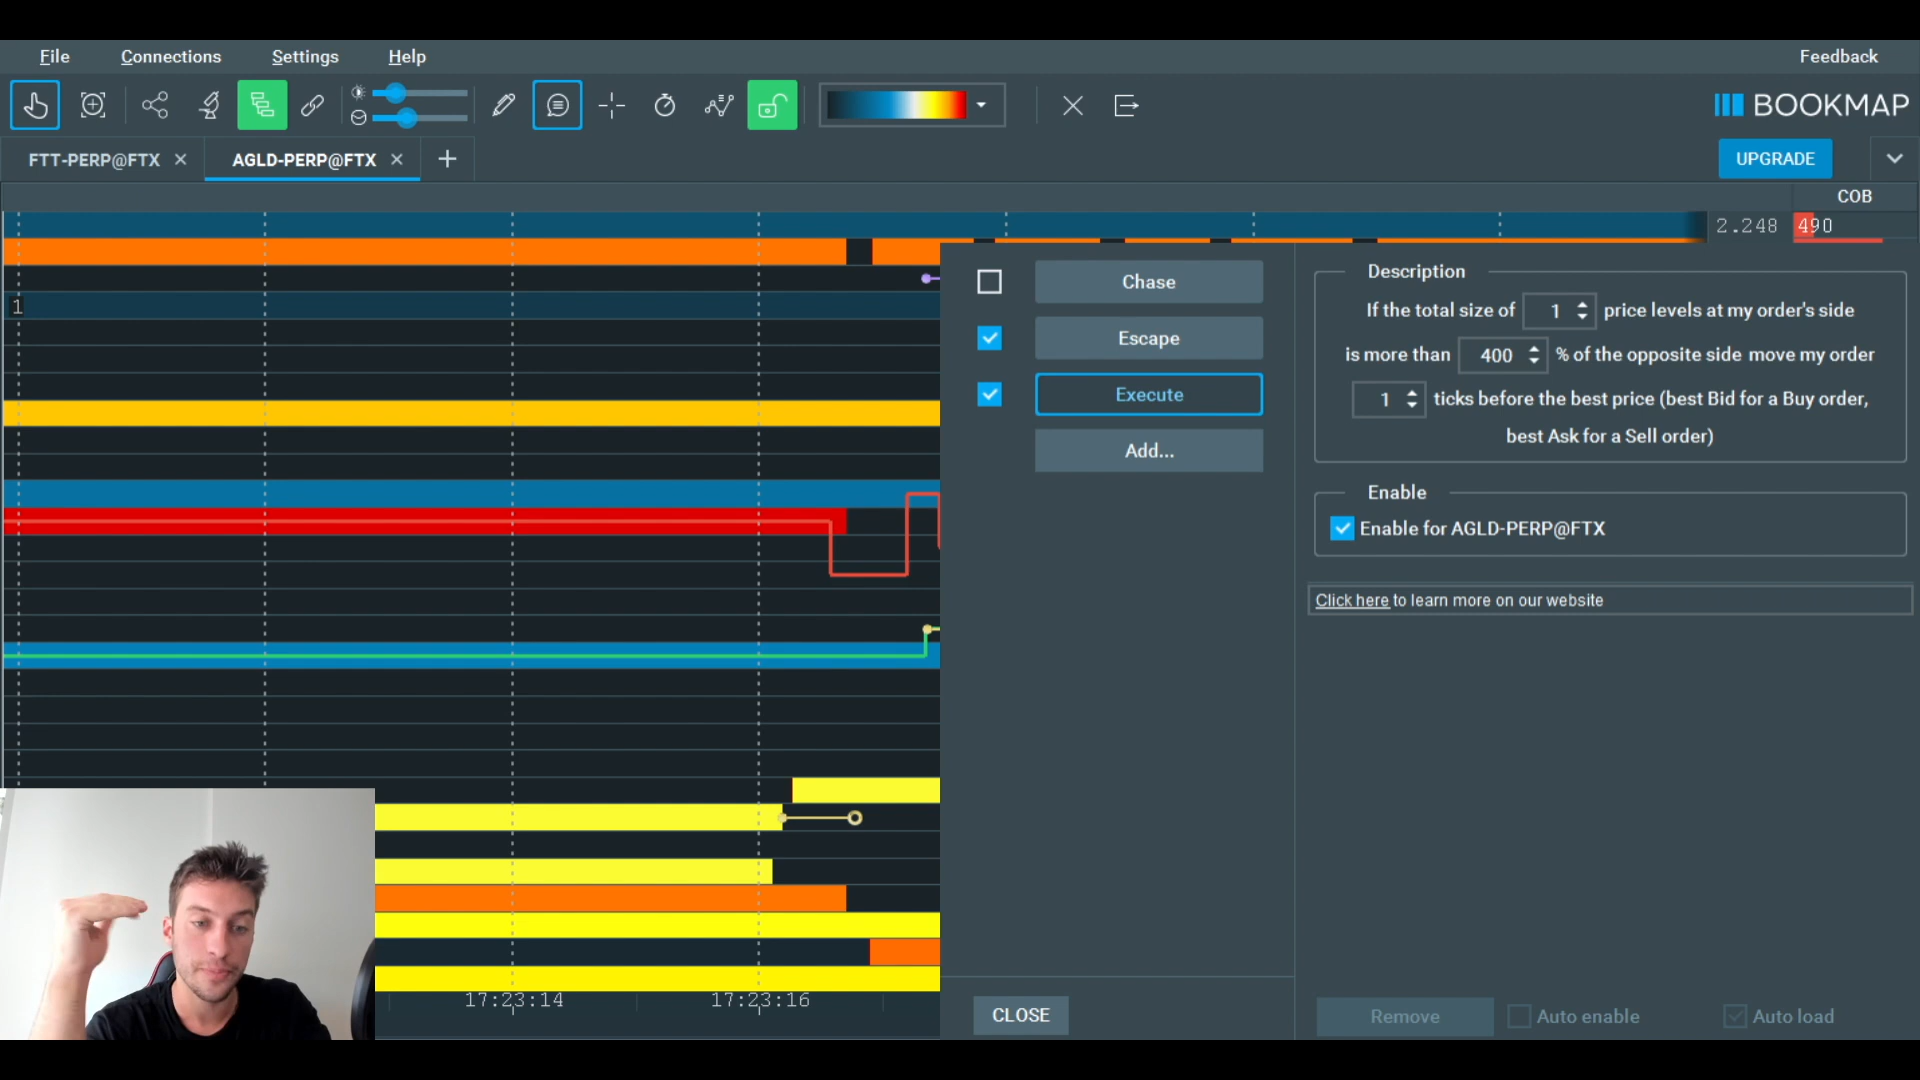 File Connections Settings Help Feedback
BOOKMAP
FTT-PERP@FTX AGLD-PERP@FTX UPGRADE
COB
2.248 490
1
Chase
Escape
Execute
Add...
Description
If the total size of 1 price levels at my order's side
is more than 400 % of the opposite side move my order
1 ticks before the best price (best Bid for a Buy order,
best Ask for a Sell order)
Enable
Enable for AGLD-PERP@FTX
Click here to learn more on our website
17:23:14 17:23:16
CLOSE Remove Auto enable Auto load